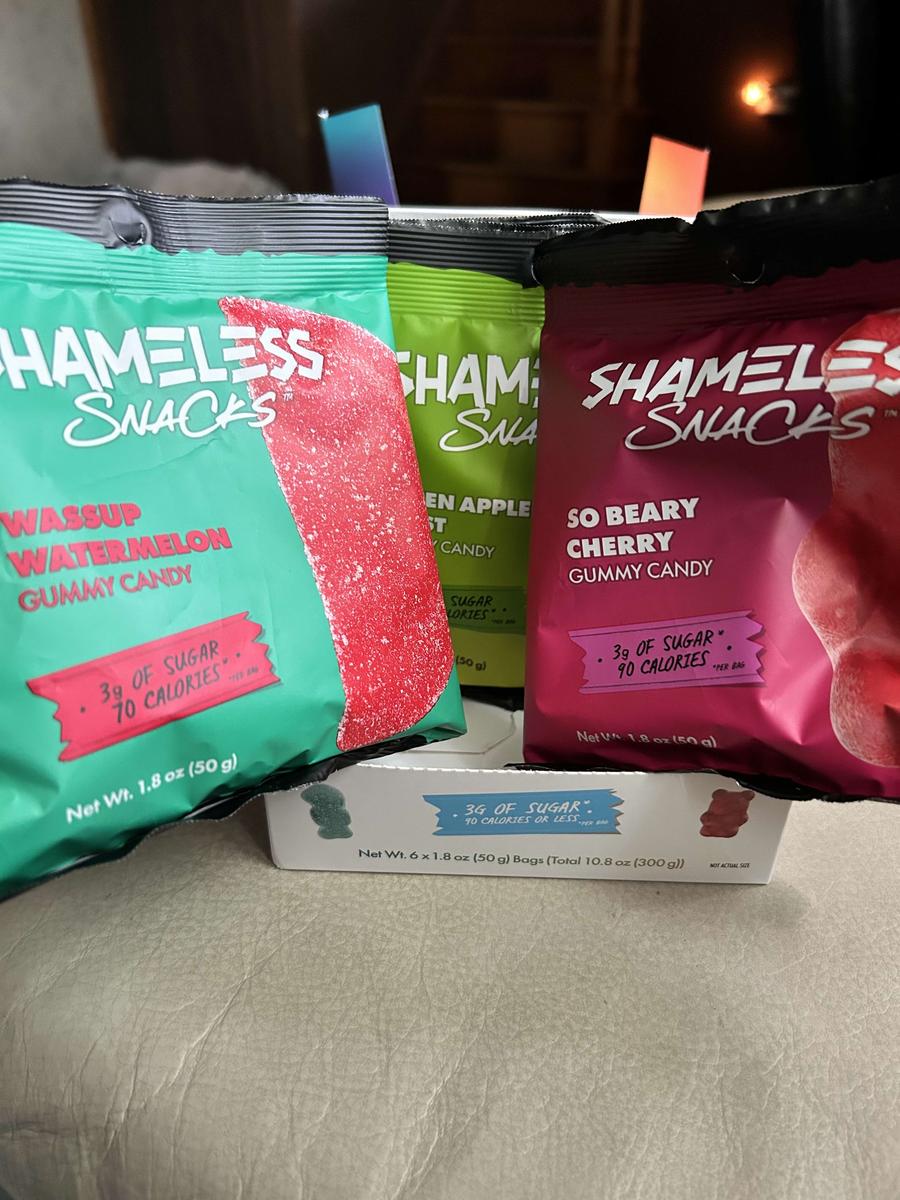 SHAMELESS
SNACKS™
WASSUP
WATERMELON
GUMMY CANDY
3g OF SUGAR
70 CALORIES* *PER BAG
Net Wt. 1.8 oz (50 g)
SHAME
SNA
EN APPLE
ST
CANDY
SUGAR
LORIES* *PER BAG
(50 g)
SHAMELES
SNACKS™
SO BEARY
CHERRY
GUMMY CANDY
3g OF SUGAR*
90 CALORIES *PER BAG
Net Wt. 1.8 oz (50 g)
3G OF SUGAR*
90 CALORIES OR LESS *PER BAG
Net Wt. 6 x 1.8 oz (50 g) Bags (Total 10.8 oz (300 g))
NOT ACTUAL SIZE